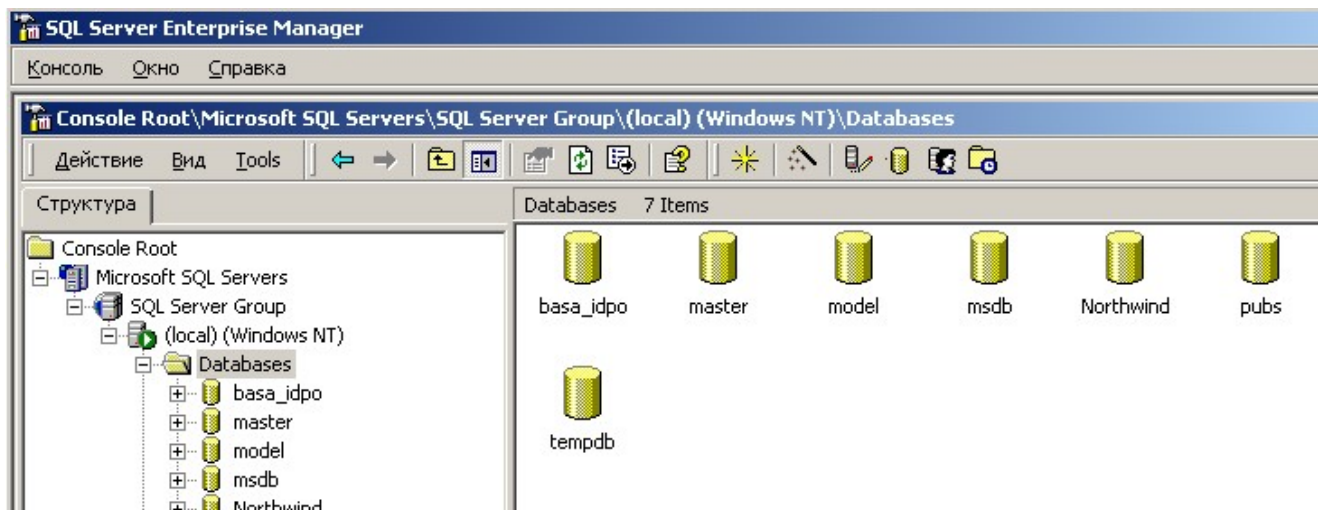 SQL Server Enterprise Manager
Консоль Окно Справка
Console Root\Microsoft SQL Servers\SQL Server Group\(local) (Windows NT)\Databases
Действие Вид Tools
Структура
Databases 7 Items
Console Root
Microsoft SQL Servers
SQL Server Group
(local) (Windows NT)
Databases
basa_idpo
master
model
msdb
Northwind
basa_idpo master model msdb Northwind pubs
tempdb